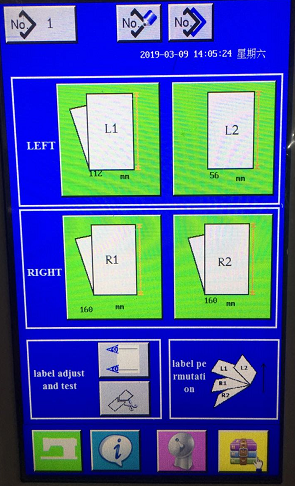 No. 1
No.
No.
2019-03-09 14:05:24 星期六
LEFT
L1
112 mm
L2
56 mm
RIGHT
R1
160 mm
R2
160 mm
label adjust
and test
label pe
rmutati
on
L1
L2
R1
R2